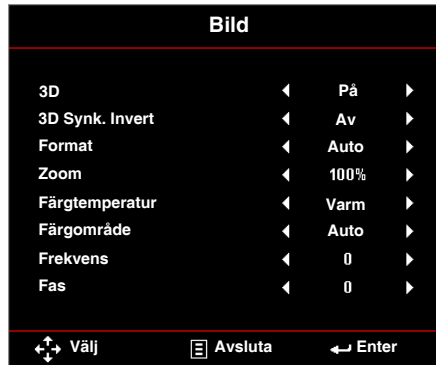 Bild
3D På
3D Synk. Invert Av
Format Auto
Zoom 100%
Färgtemperatur Varm
Färgområde Auto
Frekvens 0
Fas 0
Välj Avsluta Enter